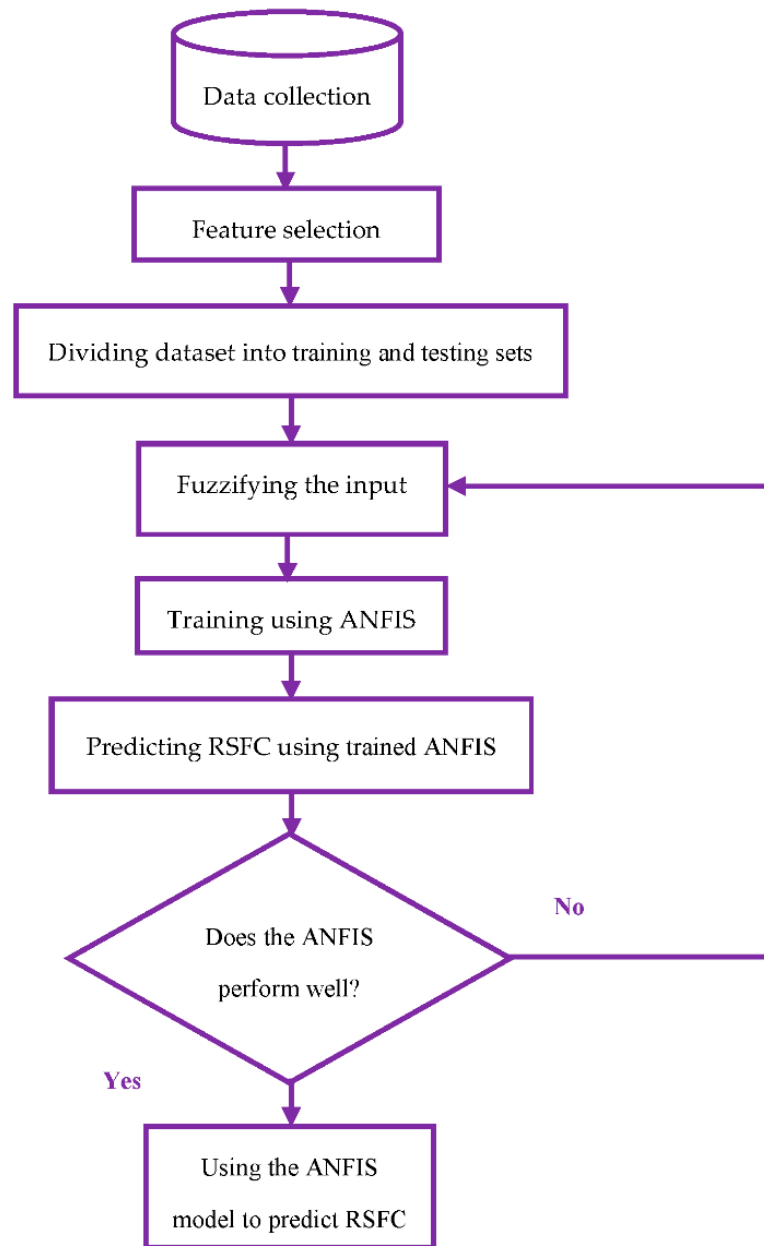 Data collection
Feature selection
Dividing dataset into training and testing sets
Fuzzifying the input
Training using ANFIS
Predicting RSFC using trained ANFIS
Does the ANFIS
perform well?
No
Yes
Using the ANFIS
model to predict RSFC